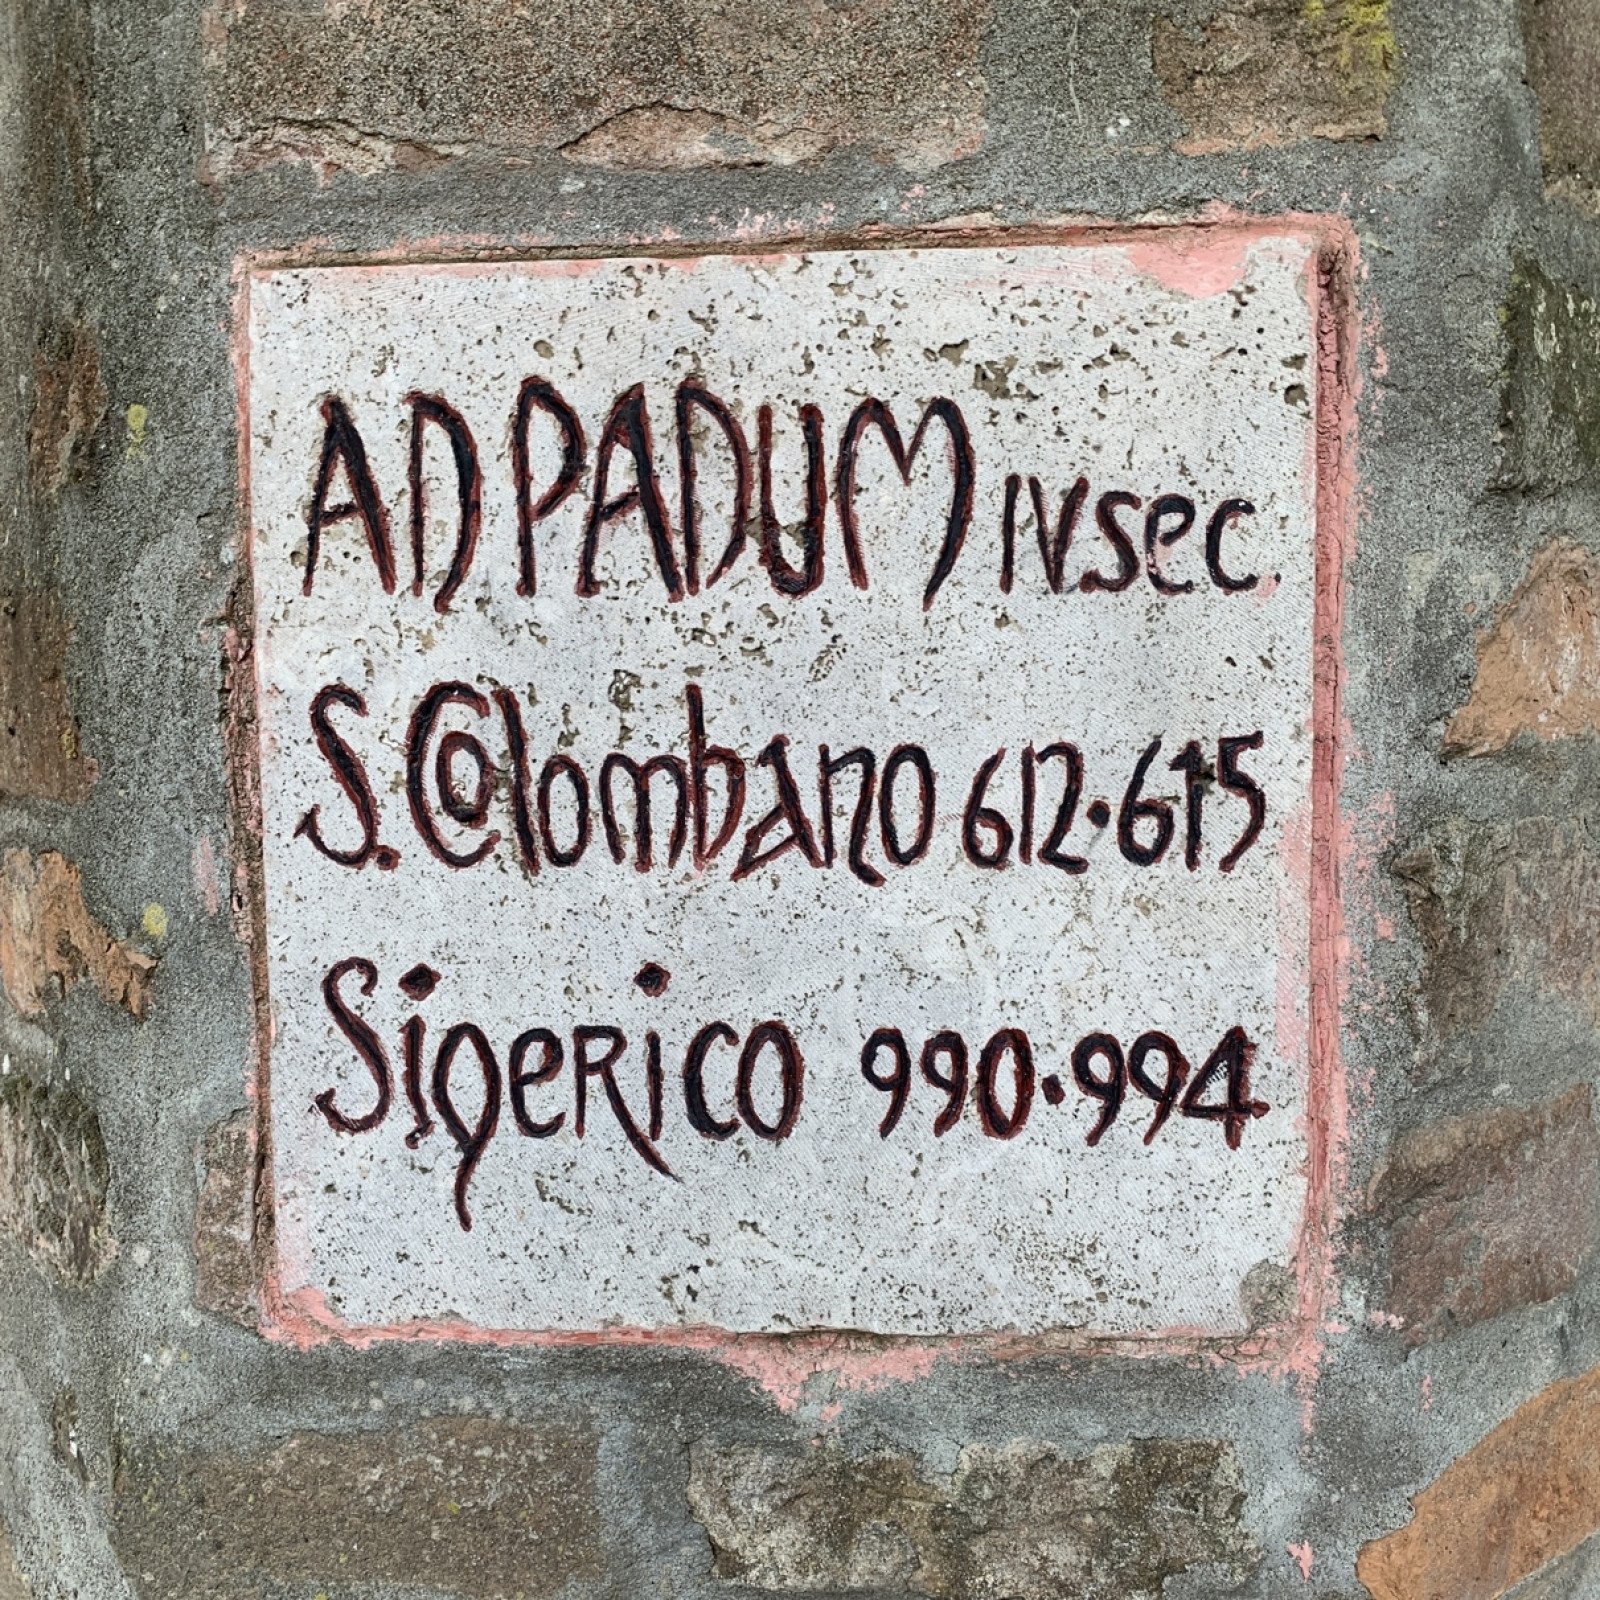 AD PADUM IV sec.
S. Colombano 612·615
Sigerico 990·994